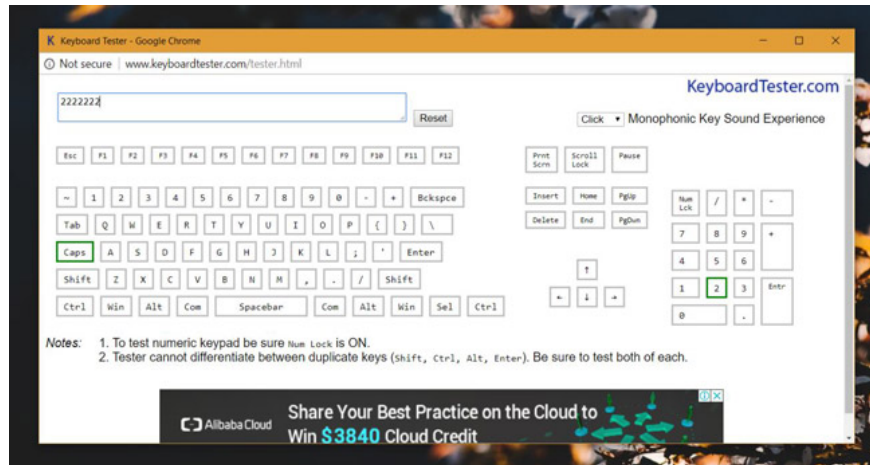 K Keyboard Tester - Google Chrome
Not secure | www.keyboardtester.com/tester.html
KeyboardTester.com
2222222
Reset
Click Monophonic Key Sound Experience
Esc F1 F2 F3 F4 F5 F6 F7 F8 F9 F10 F11 F12 Prnt Scrn Scroll Lock Pause
~ 1 2 3 4 5 6 7 8 9 0 - + Bckspce Insert Home PgUp Num Lck / * -
Tab Q W E R T Y U I O P { } \ Delete End PgDwn 7 8 9 +
Caps A S D F G H J K L ; ' Enter 4 5 6
Shift Z X C V B N M , . / Shift ↑ 1 2 3 Entr
Ctrl Win Alt Com Spacebar Com Alt Win Sel Ctrl ← ↓ → 0 .
Notes: 1. To test numeric keypad be sure Num Lock is ON.
2. Tester cannot differentiate between duplicate keys (Shift, Ctrl, Alt, Enter). Be sure to test both of each.
Alibaba Cloud
Share Your Best Practice on the Cloud to
Win $3840 Cloud Credit